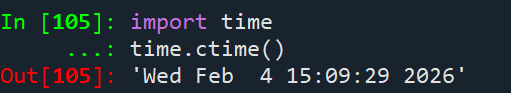 In [105]: import time
     ...: time.ctime()
Out[105]: 'Wed Feb  4 15:09:29 2026'